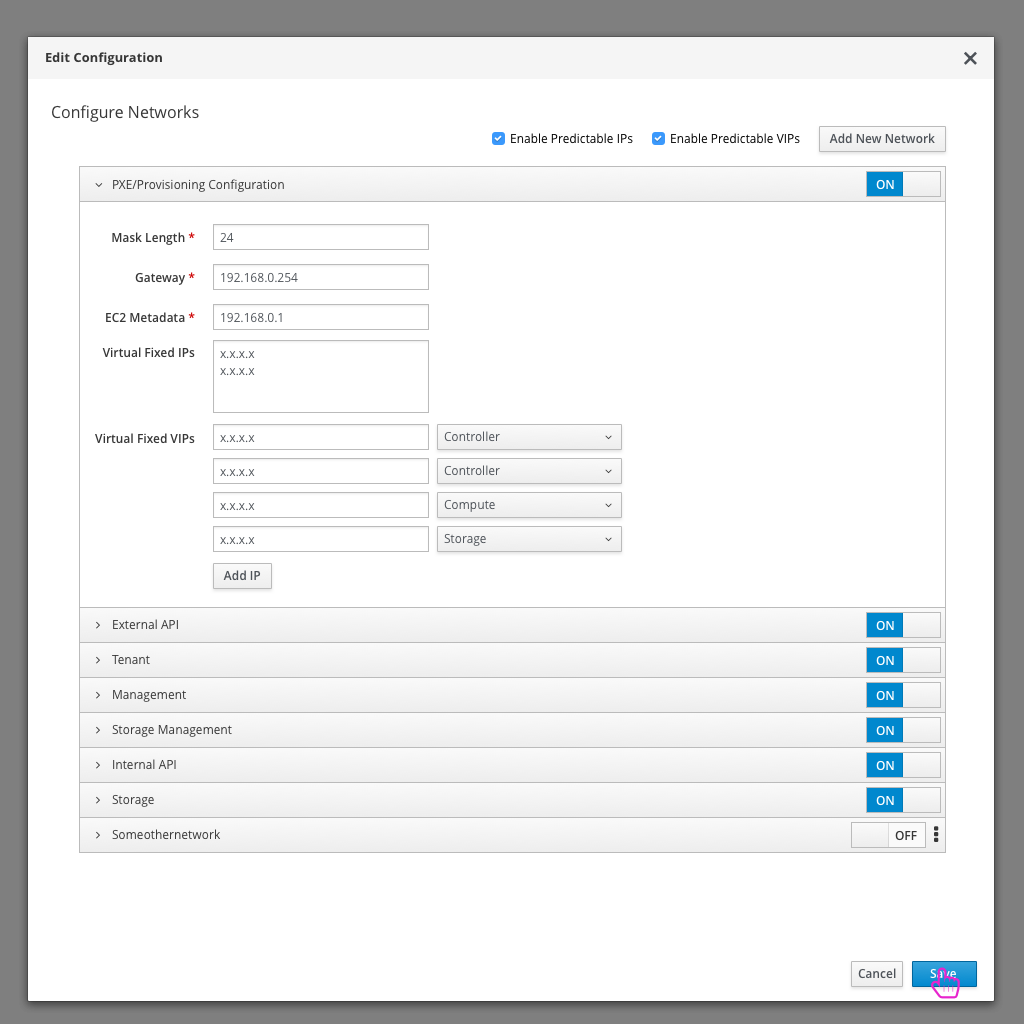 Edit Configuration
Configure Networks
Enable Predictable IPs Enable Predictable VIPs Add New Network
PXE/Provisioning Configuration ON
Mask Length * 24
Gateway * 192.168.0.254
EC2 Metadata * 192.168.0.1
Virtual Fixed IPs x.x.x.x
x.x.x.x
Virtual Fixed VIPs x.x.x.x Controller
x.x.x.x Controller
x.x.x.x Compute
x.x.x.x Storage
Add IP
External API ON
Tenant ON
Management ON
Storage Management ON
Internal API ON
Storage ON
Someothernetwork OFF
Cancel Save